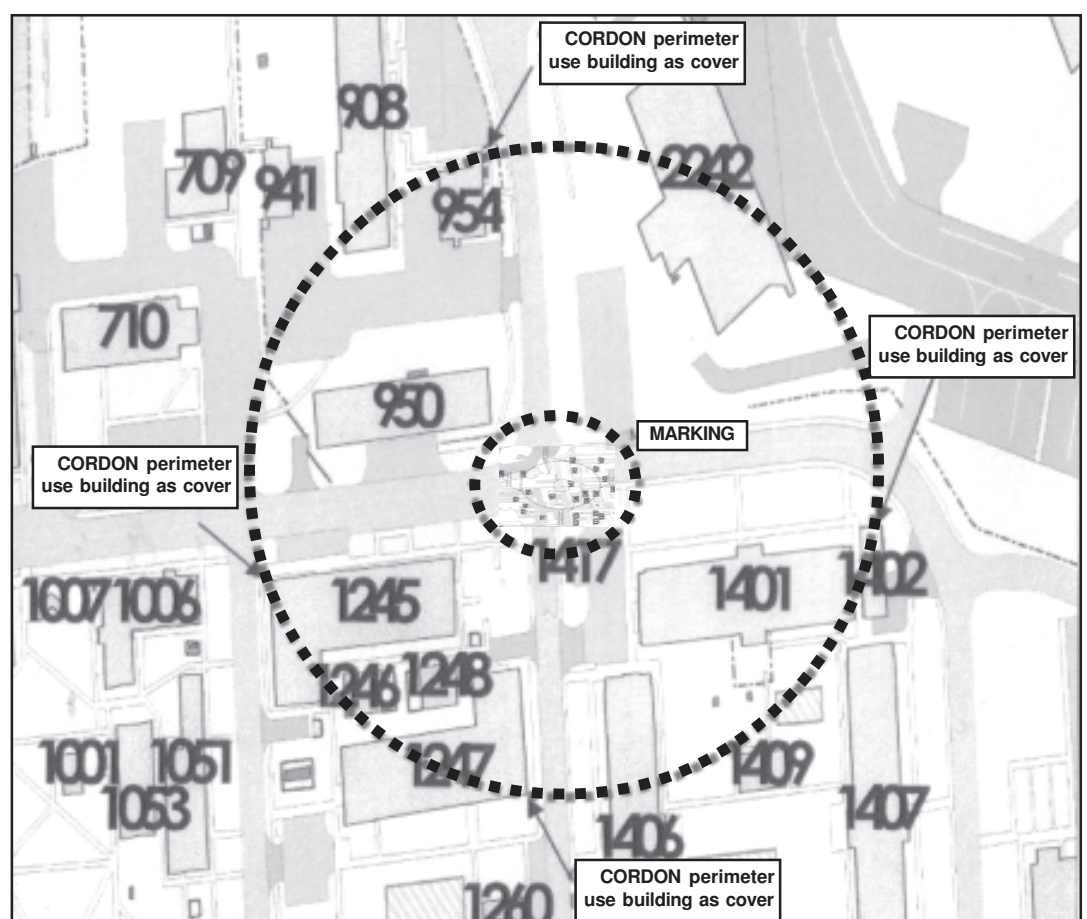 CORDON perimeter
use building as cover
908
709
941
2242
954
CORDON perimeter
use building as cover
710
950
MARKING
CORDON perimeter
use building as cover
1417
1007
1006
1245
1401
1402
1246
1248
1001
1051
1247
1409
1053
1406
1407
CORDON perimeter
use building as cover
1260